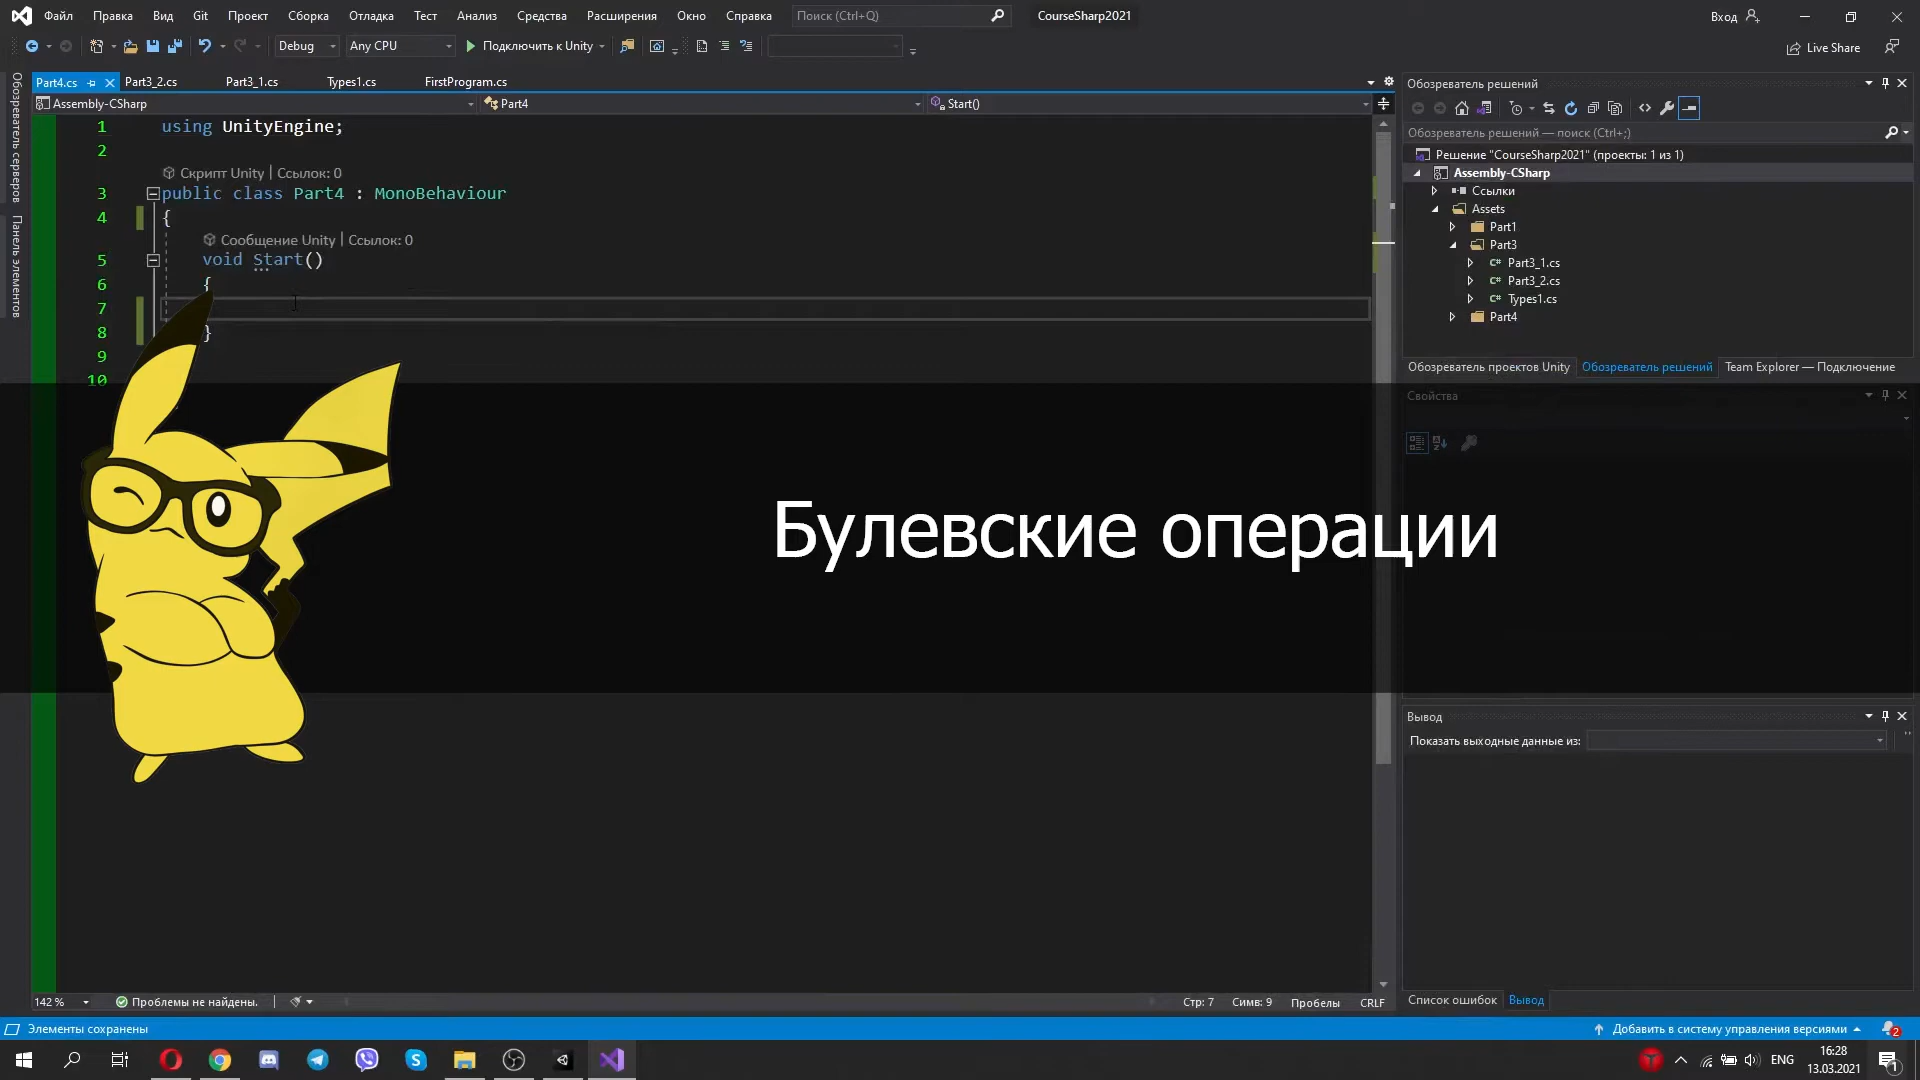 Файл Правка Вид Git Проект Сборка Отладка Тест Анализ Средства Расширения Окно Справка Поиск (Ctrl+Q) CourseSharp2021 Вход
Debug Any CPU Подключить к Unity Live Share
Part4.cs Part3_2.cs Part3_1.cs Types1.cs FirstProgram.cs
Assembly-CSharp Part4 Start()
Обозреватель серверов
Панель элементов
1 using UnityEngine;
2
Скрипт Unity | Ссылок: 0
3 public class Part4 : MonoBehaviour
4 {
Сообщение Unity | Ссылок: 0
5 void Start()
6 {
7
8 }
9
10
Булевские операции
Обозреватель решений
Обозреватель решений — поиск (Ctrl+;)
Решение "CourseSharp2021" (проекты: 1 из 1)
Assembly-CSharp
Ссылки
Assets
Part1
Part3
C# Part3_1.cs
C# Part3_2.cs
C# Types1.cs
Part4
Обозреватель проектов Unity Обозреватель решений Team Explorer — Подключение
Свойства
Вывод
Показать выходные данные из:
Список ошибок Вывод
142 % Проблемы не найдены. Стр: 7 Симв: 9 Пробелы CRLF
Элементы сохранены Добавить в систему управления версиями 2
ENG 16:28
13.03.2021 1